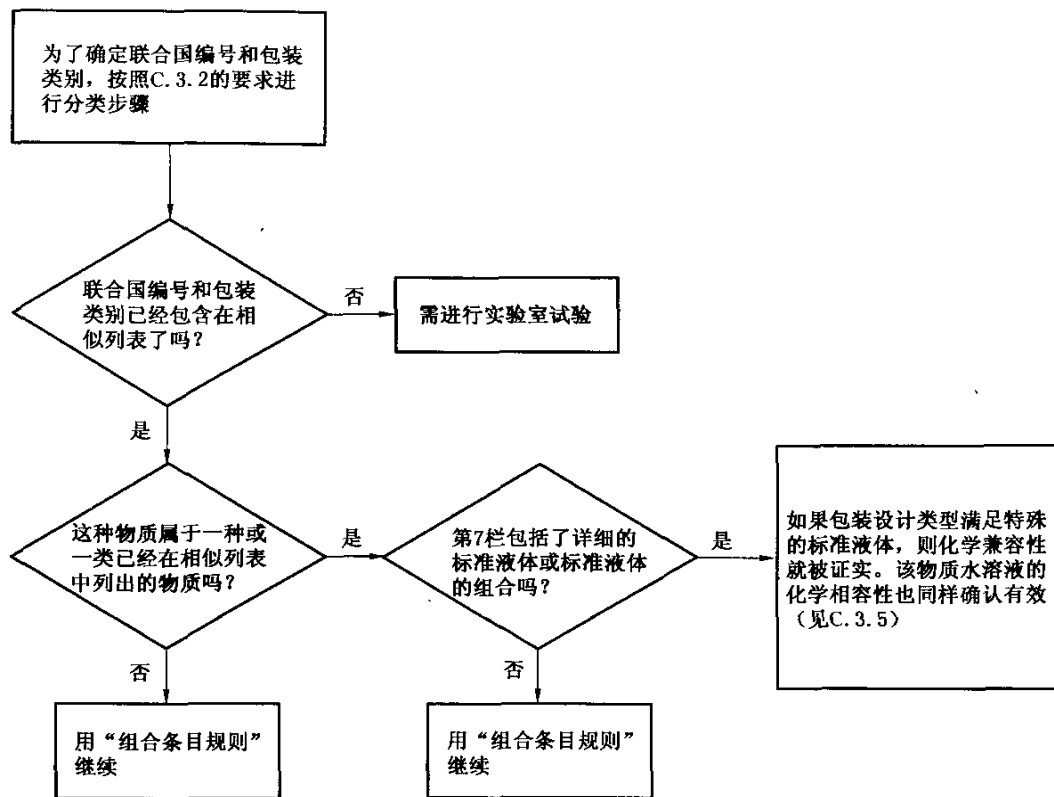 为了确定联合国编号和包装
类别，按照C.3.2的要求进
行分类步骤
联合国编号和包装
类别已经包含在相
似列表了吗？
否
需进行实验室试验
是
这种物质属于一种或
一类已经在相似列表
中列出的物质吗？
是
第7栏包括了详细的
标准液体或标准液体
的组合吗？
是
如果包装设计类型满足特殊
的标准液体，则化学兼容性
就被证实。该物质水溶液的
化学相容性也同样确认有效
（见C.3.5）
否
用“组合条目规则”
继续
否
用“组合条目规则”
继续